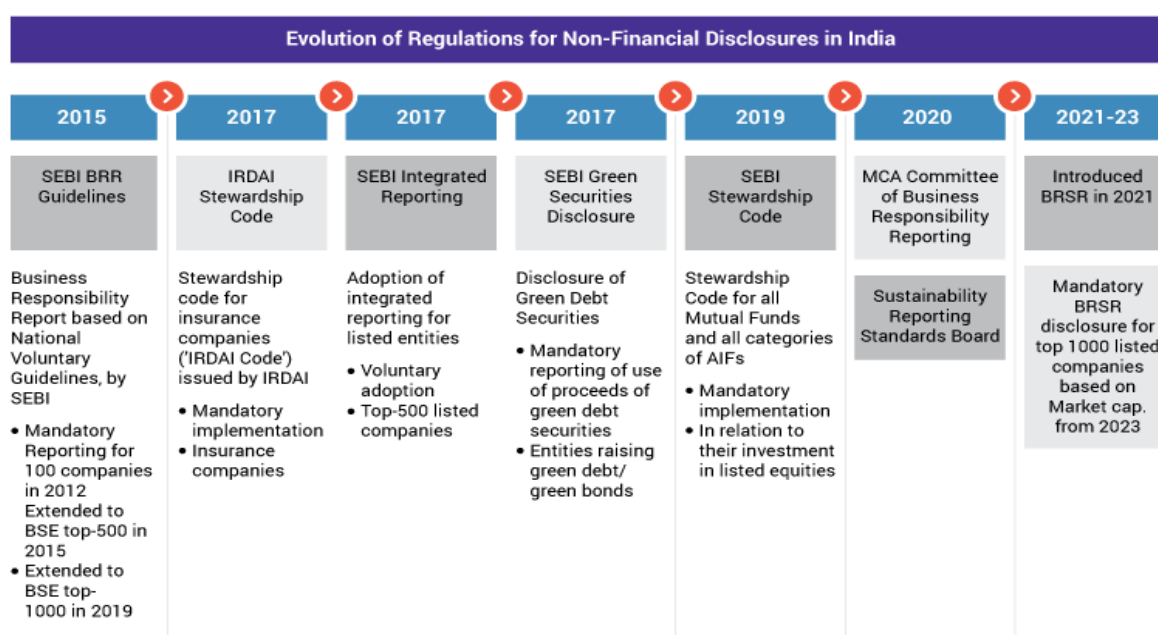 Evolution of Regulations for Non-Financial Disclosures in India
2015
SEBI BRR
Guidelines
Business
Responsibility
Report based on
National
Voluntary
Guidelines, by
SEBI
• Mandatory
Reporting for
100 companies
in 2012
Extended to
BSE top-500 in
2015
• Extended to
BSE top-
1000 in 2019
2017
IRDAI
Stewardship
Code
Stewardship
code for
insurance
companies
('IRDAI Code')
issued by IRDAI
• Mandatory
implementation
• Insurance
companies
2017
SEBI Integrated
Reporting
Adoption of
integrated
reporting for
listed entities
• Voluntary
adoption
• Top-500 listed
companies
2017
SEBI Green
Securities
Disclosure
Disclosure of
Green Debt
Securities
• Mandatory
reporting of use
of proceeds of
green debt
securities
• Entities raising
green debt/
green bonds
2019
SEBI
Stewardship
Code
Stewardship
Code for all
Mutual Funds
and all categories
of AIFs
• Mandatory
implementation
• In relation to
their investment
in listed equities
2020
MCA Committee
of Business
Responsibility
Reporting
Sustainability
Reporting
Standards Board
2021-23
Introduced
BRSR in 2021
Mandatory
BRSR
disclosure for
top 1000 listed
companies
based on
Market cap.
from 2023